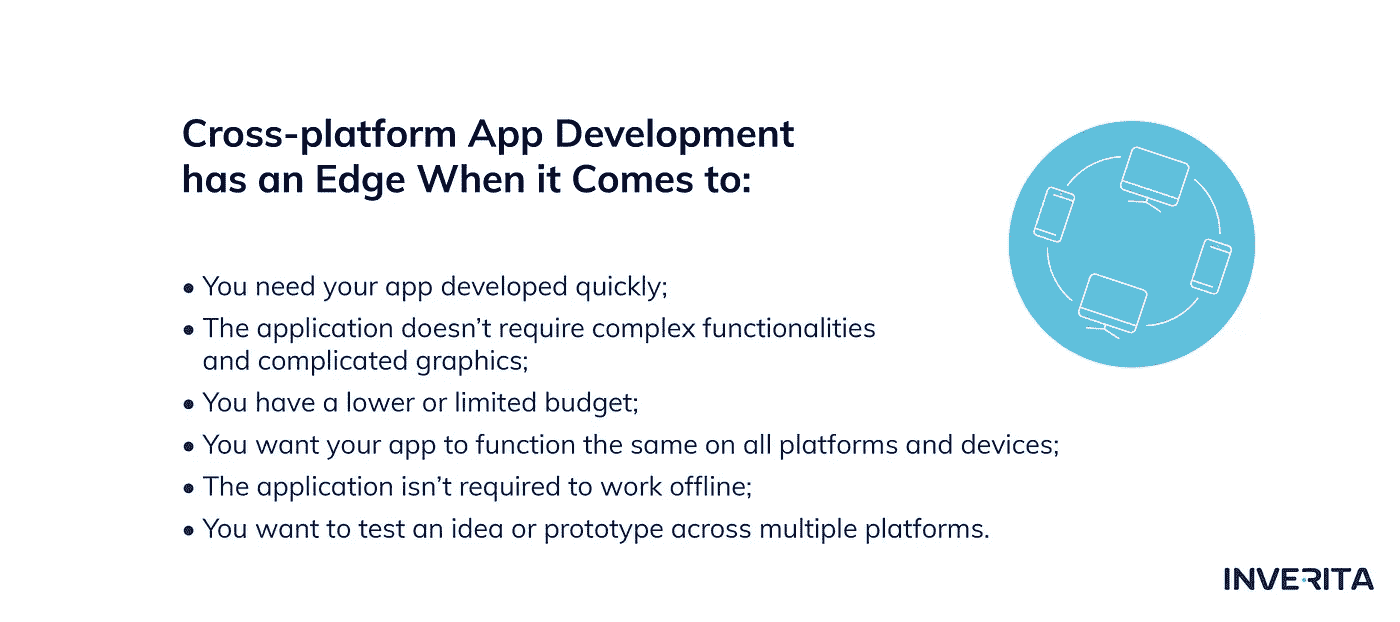 Cross-platform App Development
has an Edge When it Comes to:
• You need your app developed quickly;
• The application doesn’t require complex functionalities
and complicated graphics;
• You have a lower or limited budget;
• You want your app to function the same on all platforms and devices;
• The application isn’t required to work offline;
• You want to test an idea or prototype across multiple platforms.
INVERITA